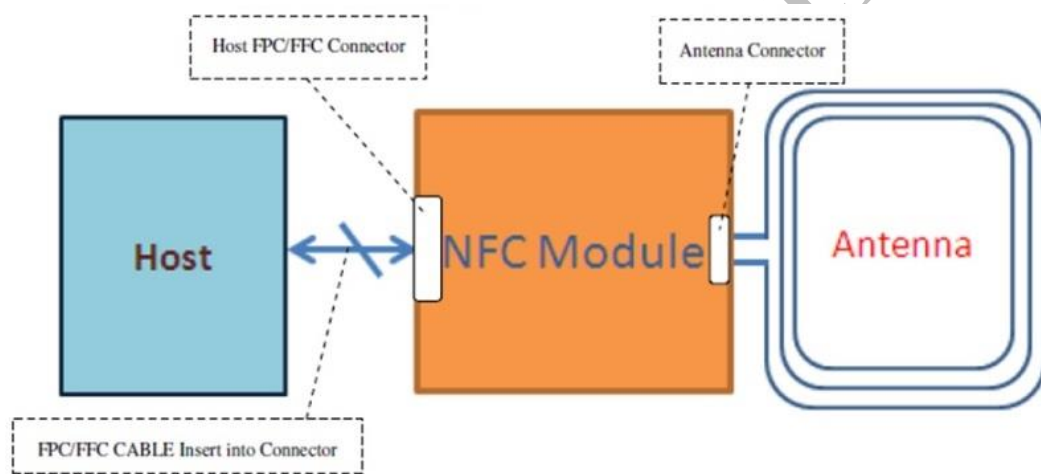 Host FPC/FFC Connector
Antenna Connector
Host
NFC Module
Antenna
FPC/FFC CABLE Insert into Connector